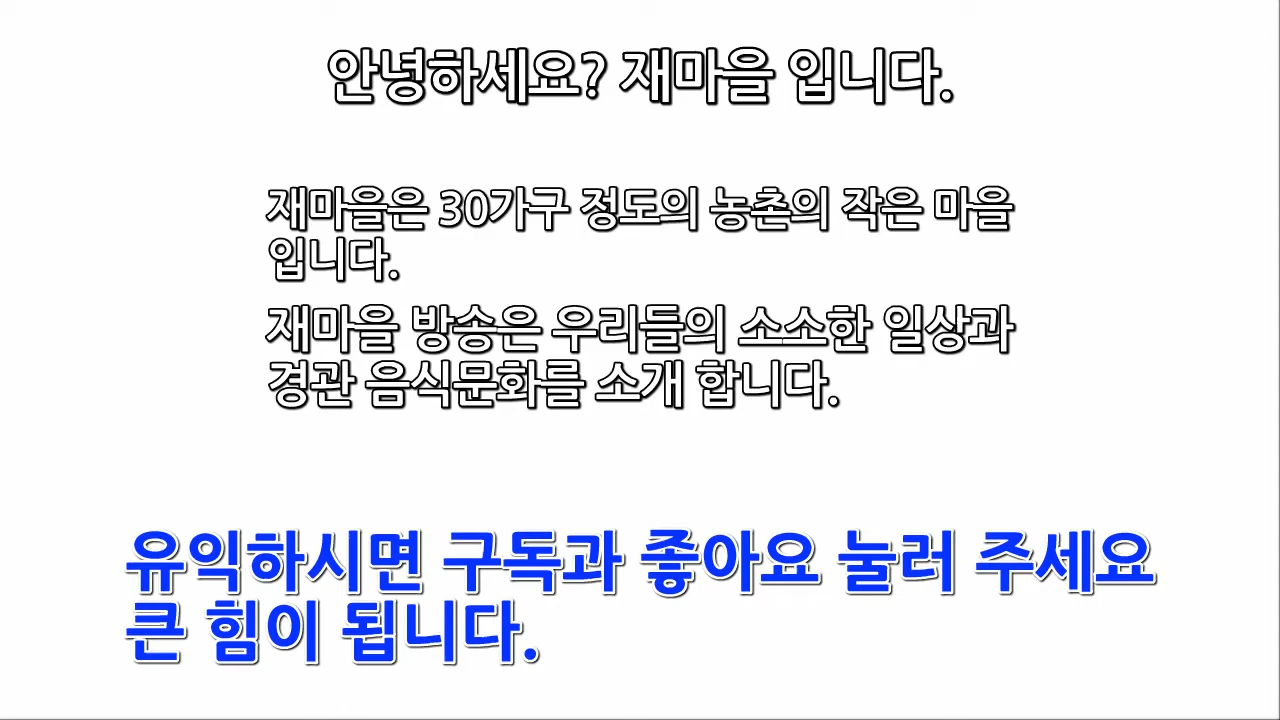 안녕하세요? 재마을 입니다.
재마을은 30가구 정도의 농촌의 작은 마을
입니다.
재마을 방송은 우리들의 소소한 일상과
경관 음식문화를 소개 합니다.
유익하시면 구독과 좋아요 눌러 주세요
큰 힘이 됩니다.